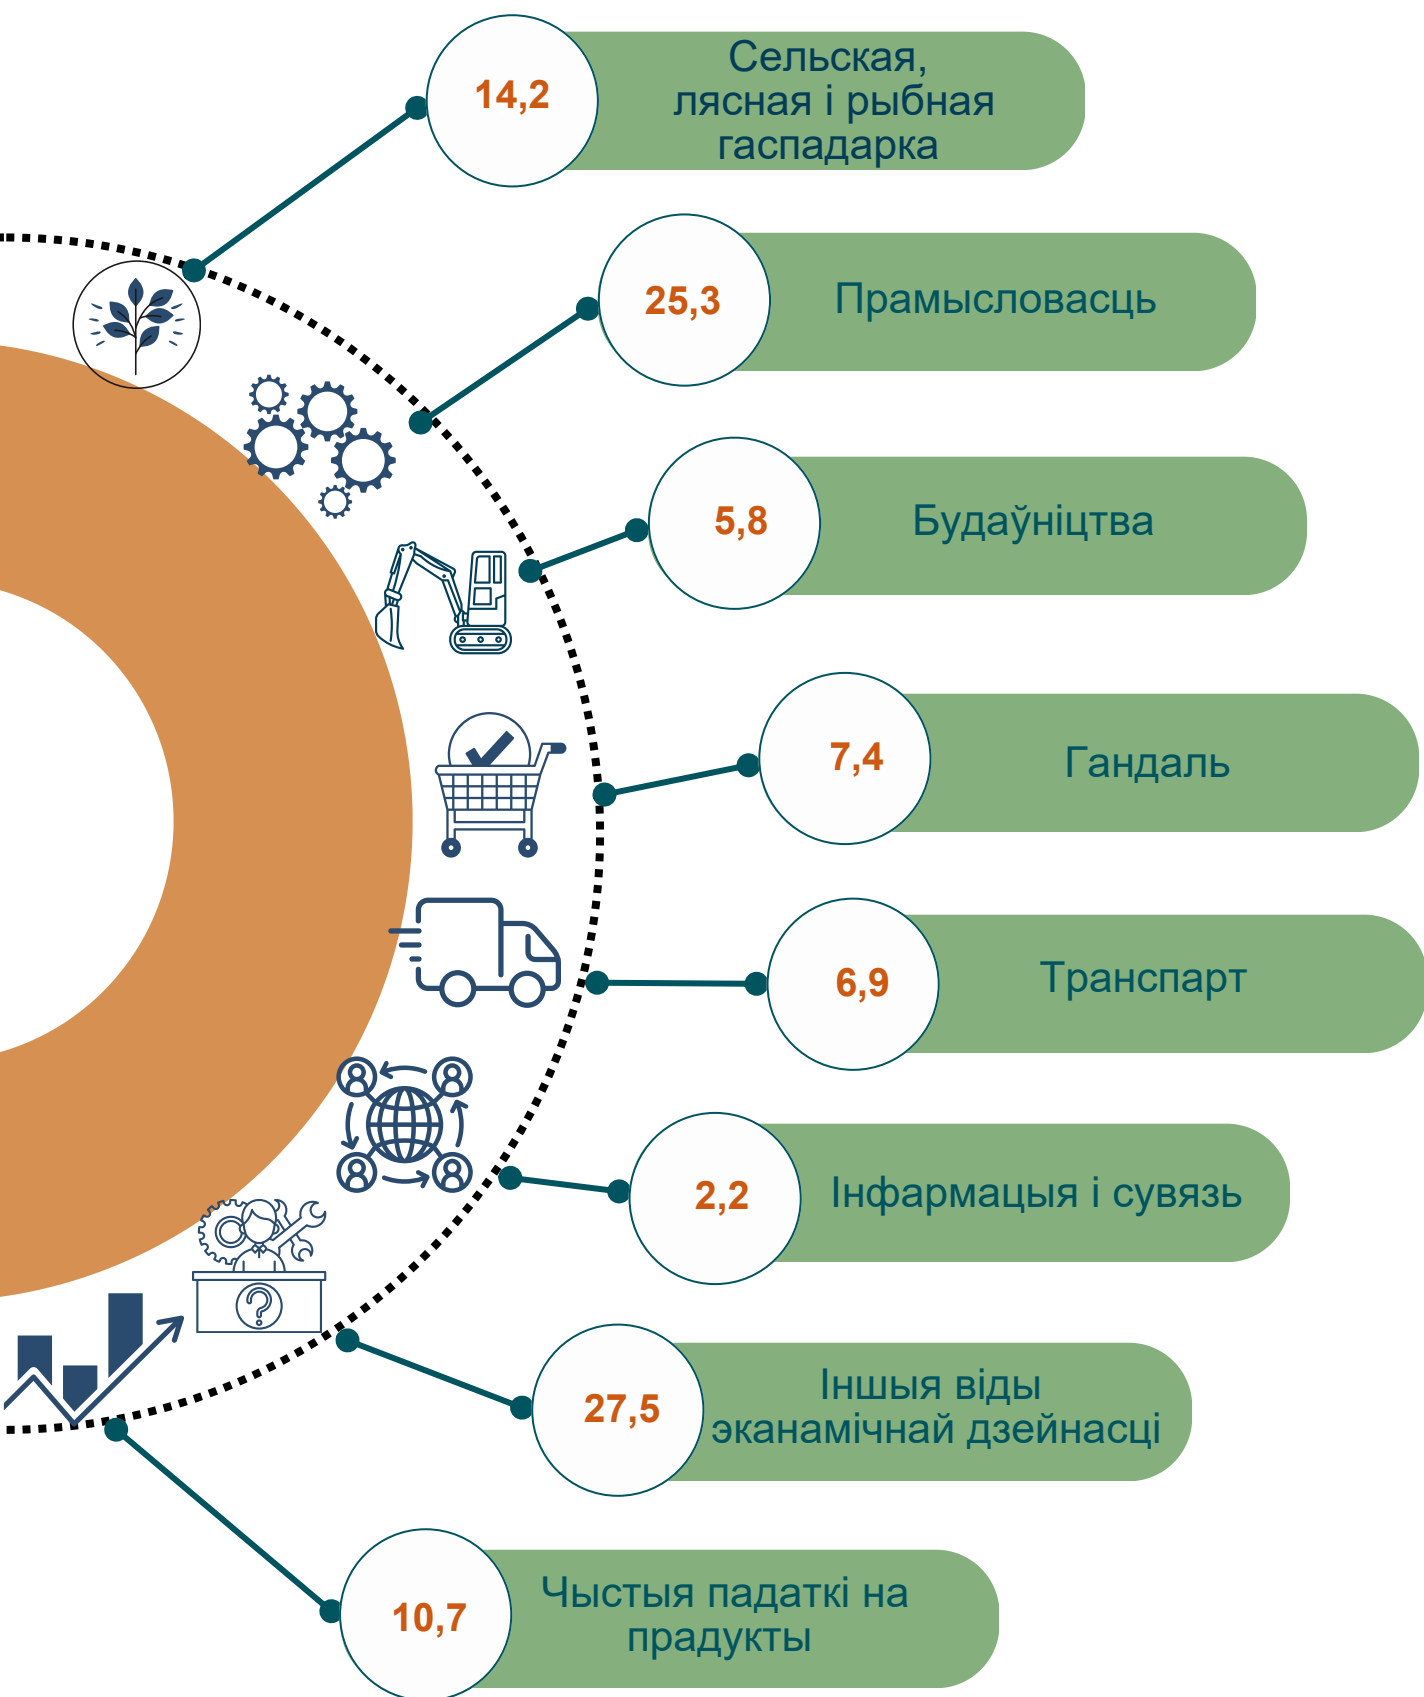 14,2
Сельская,
лясная і рыбная
гаспадарка
25,3
Прамысловасць
5,8
Будаўніцтва
7,4
Гандаль
6,9
Транспарт
2,2
Інфармацыя і сувязь
27,5
Іншыя віды
эканамічнай дзейнасці
10,7
Чыстыя падаткі на
прадукты